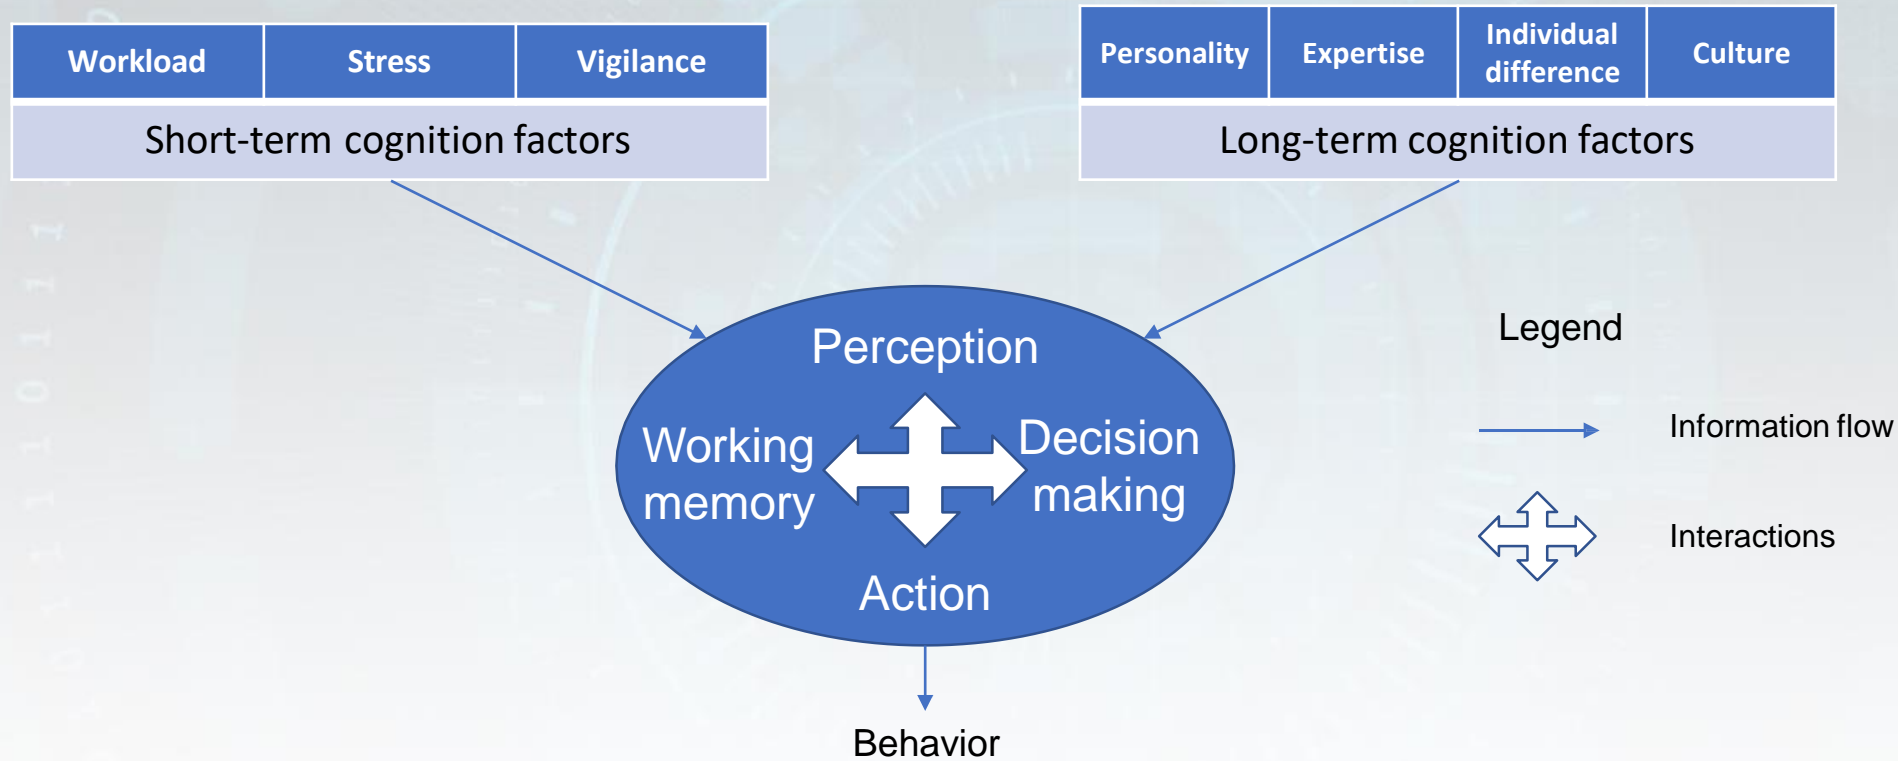 Workload Stress Vigilance
Short-term cognition factors
Personality Expertise Individual difference Culture
Long-term cognition factors
Perception
Working
memory
Decision
making
Action
Behavior
Legend
Information flow
Interactions